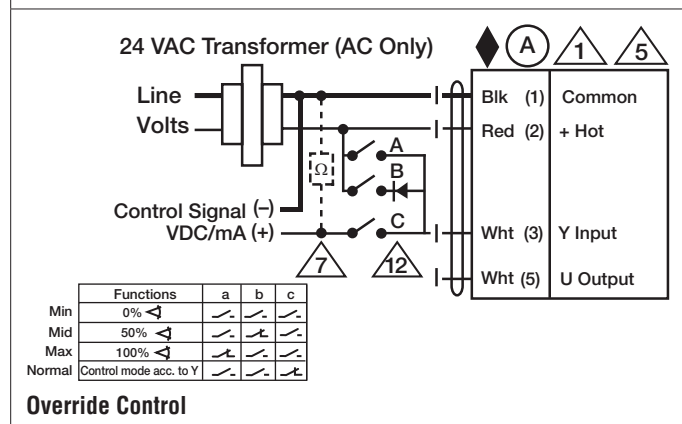 24 VAC Transformer (AC Only)
A
1
5
Line
Volts
Blk (1) Common
Red (2) + Hot
A
B
Ω
Control Signal (–)
VDC/mA (+)
C
Wht (3) Y Input
7
12
Wht (5) U Output
Functions a b c
Min 0%
Mid 50%
Max 100%
Normal Control mode acc. to Y
Override Control